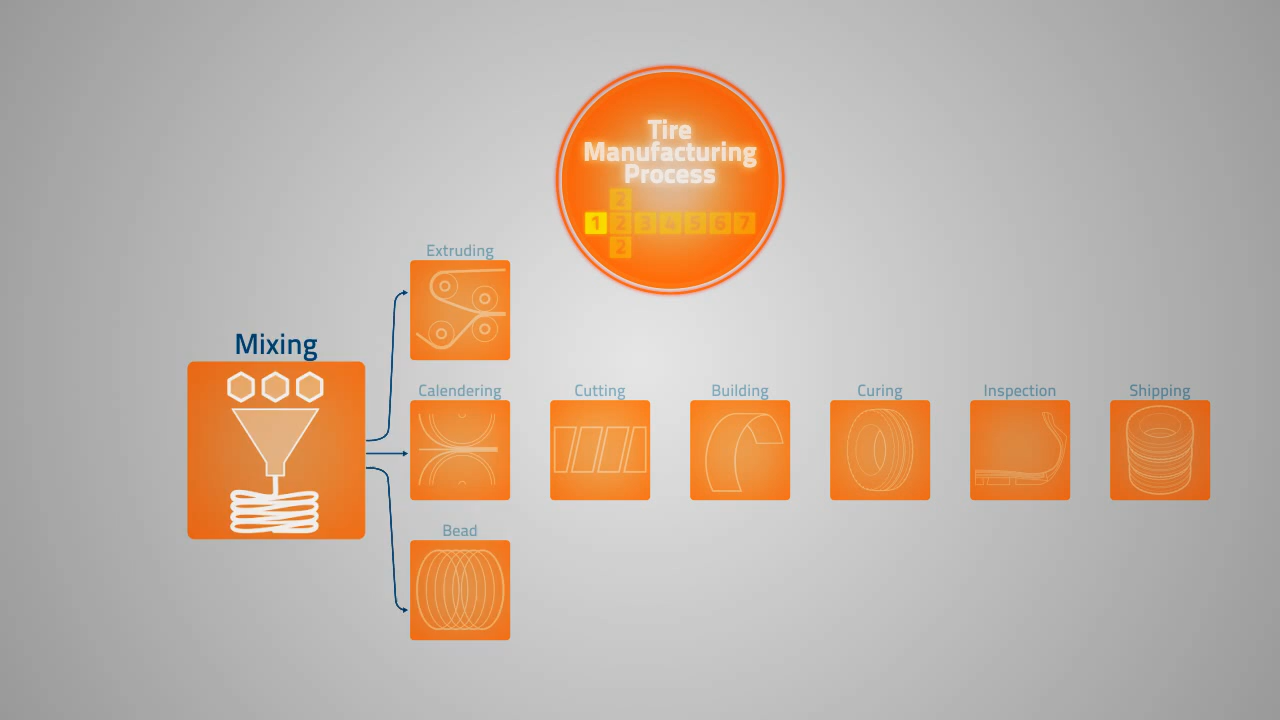 Tire
Manufacturing
Process
2
1 2 3 4 5 6 7
2
Extruding
Mixing
Calendering
Cutting
Building
Curing
Inspection
Shipping
Bead